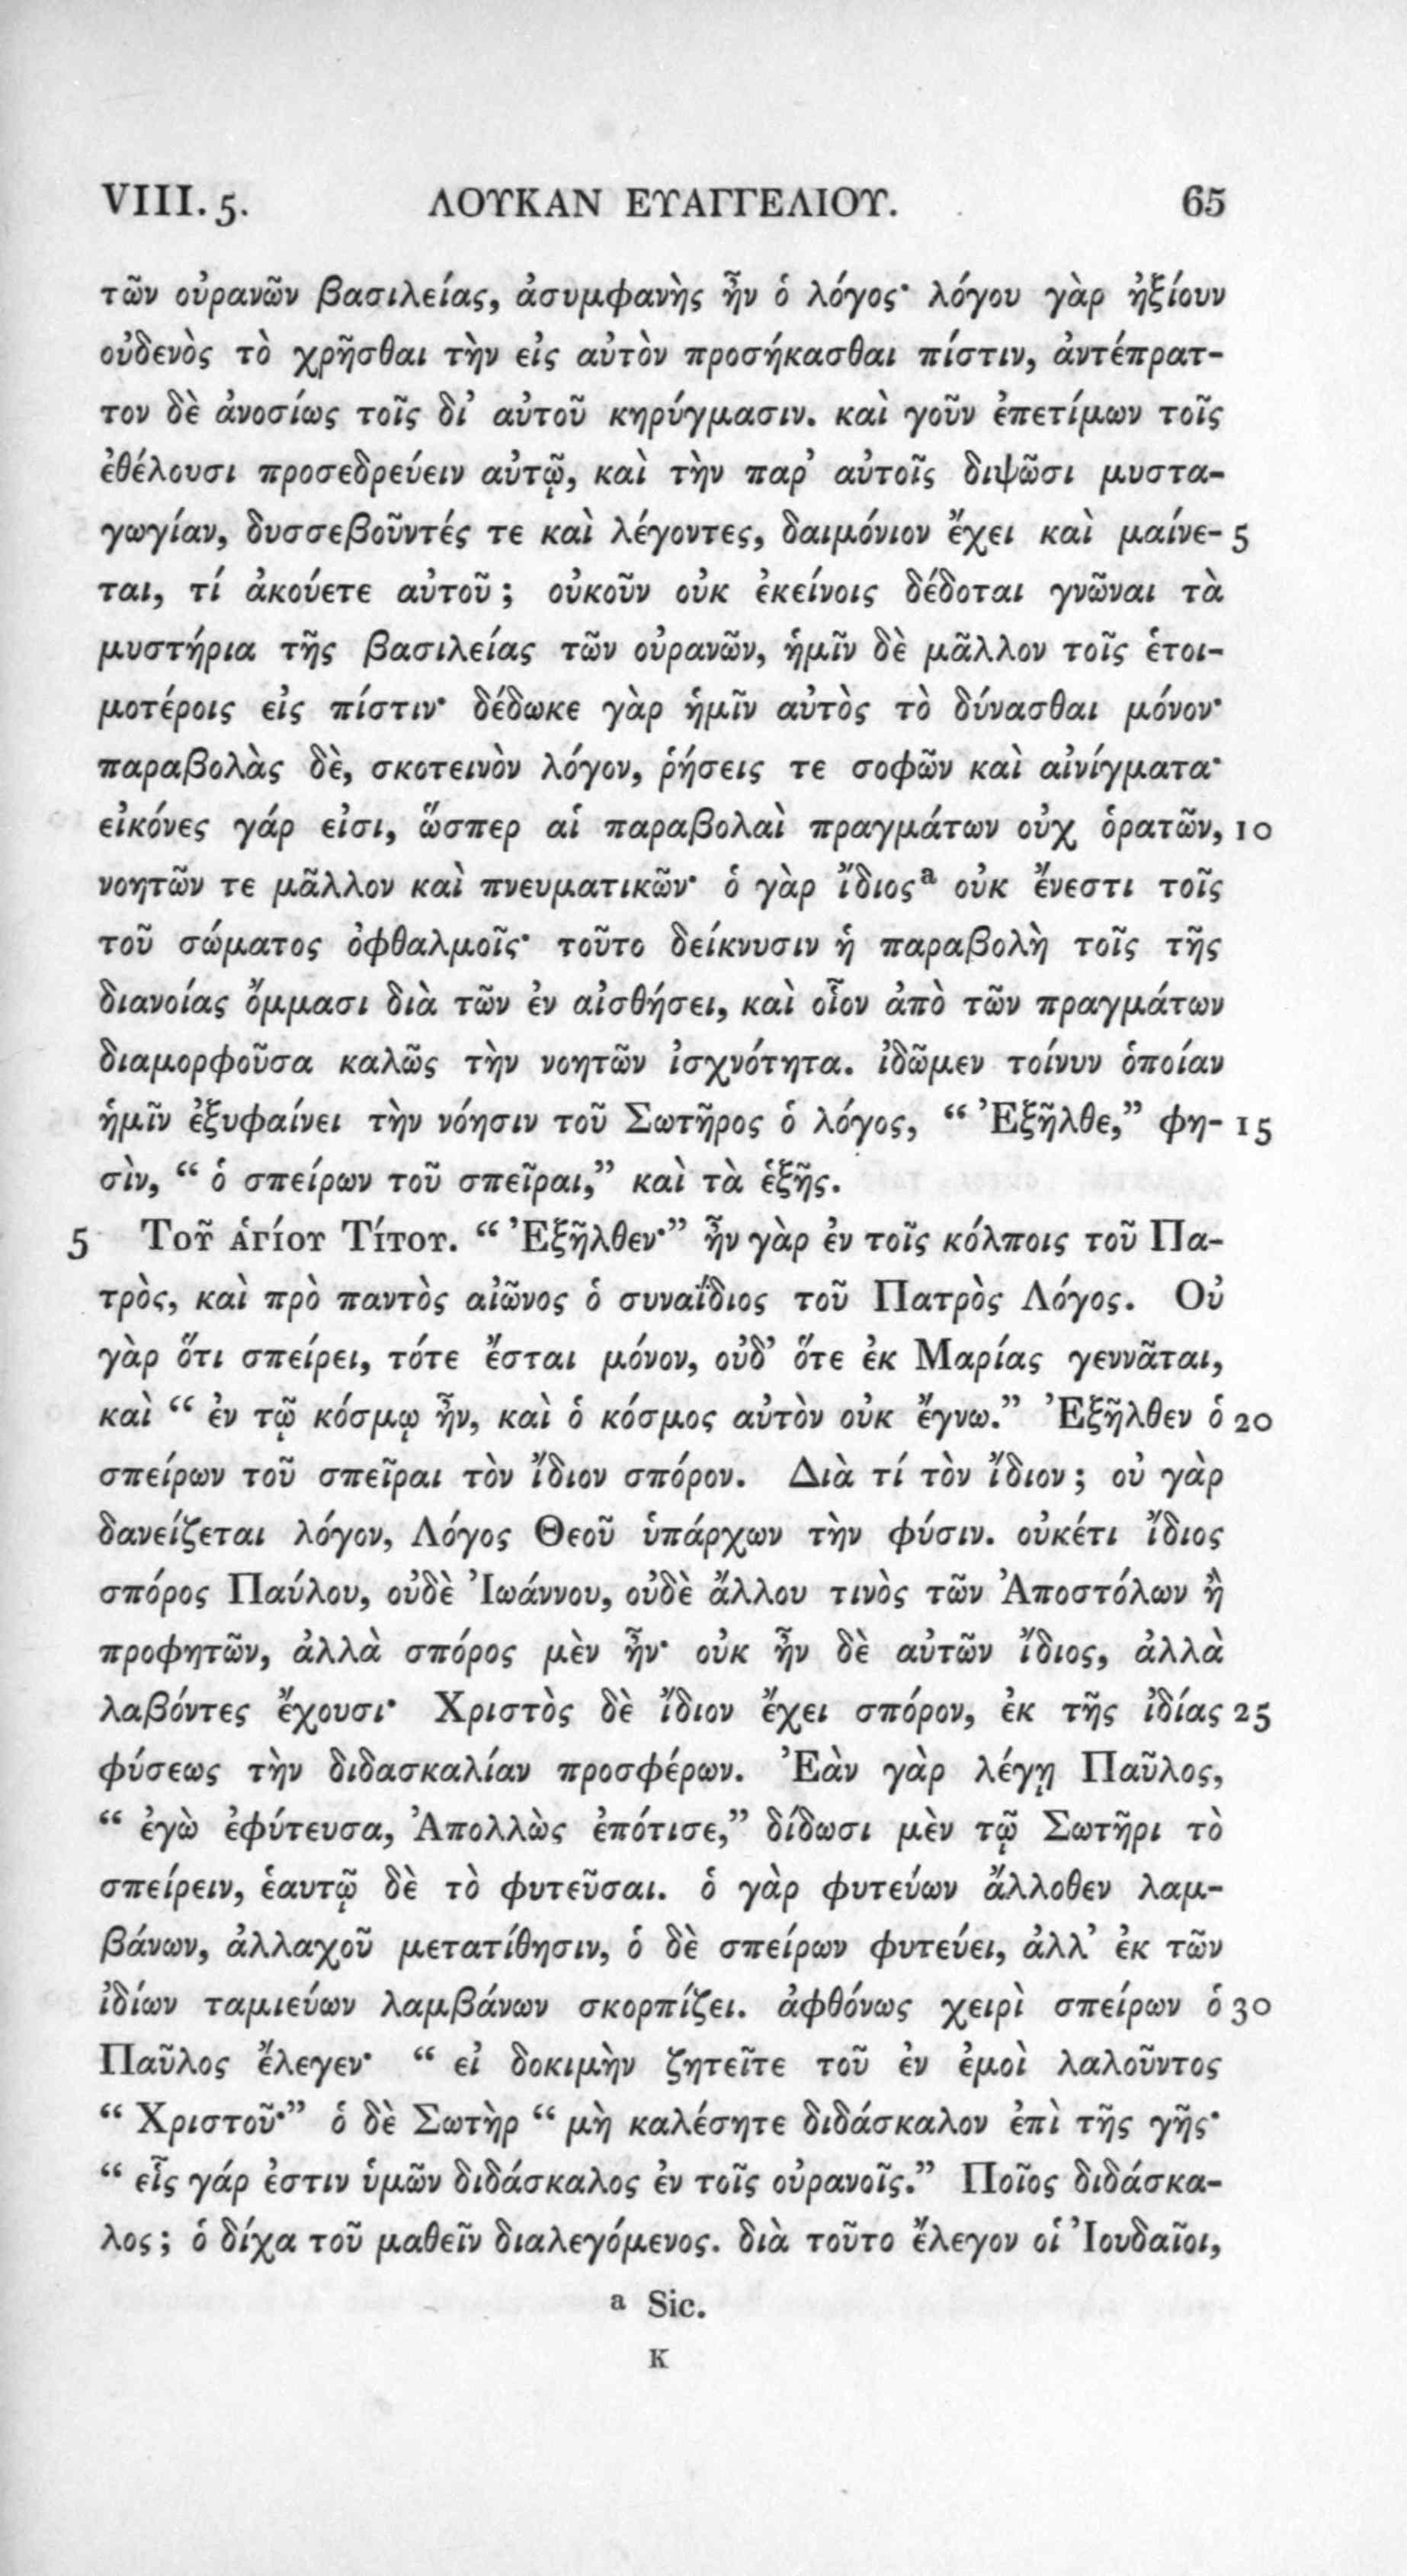 VIII. 5. ΛΟΥΚΑΝ ΕΥΑΓΓΕΛΙΟΥ. 65
τῶν οὐρανῶν βασιλείας, ἀσυμφανὴς ἦν ὁ λόγος· λόγου γὰρ ἠξίουν
οὐδενὸς τὸ χρῆσθαι τὴν εἰς αὐτὸν προσήκασθαι πίστιν, ἀντέπρατ-
τον δὲ ἀνοσίως τοῖς δι’ αὐτοῦ κηρύγμασιν. καὶ γοῦν ἐπετίμων τοῖς
ἐθέλουσι προσεδρεύειν αὐτῷ, καὶ τὴν παρ’ αὐτοῖς διψῶσι μυστα-
γωγίαν, δυσσεβοῦντές τε καὶ λέγοντες, δαιμόνιον ἔχει καὶ μαίνε- 5
ται, τί ἀκούετε αὐτοῦ; οὐκοῦν οὐκ ἐκείνοις δέδοται γνῶναι τὰ
μυστήρια τῆς βασιλείας τῶν οὐρανῶν, ἡμῖν δὲ μᾶλλον τοῖς ἑτοι-
μοτέροις εἰς πίστιν· δέδωκε γὰρ ἡμῖν αὐτὸς τὸ δύνασθαι μόνον·
παραβολὰς δὲ, σκοτεινὸν λόγον, ῥήσεις τε σοφῶν καὶ αἰνίγματα·
εἰκόνες γάρ εἰσι, ὥσπερ αἱ παραβολαὶ πραγμάτων οὐχ ὁρατῶν, 10
νοητῶν τε μᾶλλον καὶ πνευματικῶν· ὁ γὰρ ἴδιος a οὐκ ἔνεστι τοῖς
τοῦ σώματος ὀφθαλμοῖς· τοῦτο δείκνυσιν ἡ παραβολὴ τοῖς τῆς
διανοίας ὄμμασι διὰ τῶν ἐν αἰσθήσει, καὶ οἷον ἀπὸ τῶν πραγμάτων
διαμορφοῦσα καλῶς τὴν νοητῶν ἰσχνότητα. ἰδῶμεν τοίνυν ὁποίαν
ἡμῖν ἐξυφαίνει τὴν νόησιν τοῦ Σωτῆρος ὁ λόγος, “ Ἐξῆλθε,” φη- 15
σὶν, “ ὁ σπείρων τοῦ σπεῖραι,” καὶ τὰ ἑξῆς.
5 Τοῦ ἁγίου Τίτου. “ Ἐξῆλθεν·” ἦν γὰρ ἐν τοῖς κόλποις τοῦ Πα-
τρὸς, καὶ πρὸ παντὸς αἰῶνος ὁ συναΐδιος τοῦ Πατρὸς Λόγος. Οὐ
γὰρ ὅτι σπείρει, τότε ἔσται μόνον, οὐδ’ ὅτε ἐκ Μαρίας γεννᾶται,
καὶ “ ἐν τῷ κόσμῳ ἦν, καὶ ὁ κόσμος αὐτὸν οὐκ ἔγνω.” Ἐξῆλθεν ὁ 20
σπείρων τοῦ σπεῖραι τὸν ἴδιον σπόρον. Διὰ τί τὸν ἴδιον; οὐ γὰρ
δανείζεται λόγον, Λόγος Θεοῦ ὑπάρχων τὴν φύσιν. οὐκέτι ἴδιος
σπόρος Παύλου, οὐδὲ Ἰωάννου, οὐδὲ ἄλλου τινὸς τῶν Ἀποστόλων ἢ
προφητῶν, ἀλλὰ σπόρος μὲν ἦν· οὐκ ἦν δὲ αὐτῶν ἴδιος, ἀλλὰ
λαβόντες ἔχουσι· Χριστὸς δὲ ἴδιον ἔχει σπόρον, ἐκ τῆς ἰδίας 25
φύσεως τὴν διδασκαλίαν προσφέρων. Ἐὰν γὰρ λέγῃ Παῦλος,
“ ἐγὼ ἐφύτευσα, Ἀπολλὼς ἐπότισε,” δίδωσι μὲν τῷ Σωτῆρι τὸ
σπείρειν, ἑαυτῷ δὲ τὸ φυτεῦσαι. ὁ γὰρ φυτεύων ἄλλοθεν λαμ-
βάνων, ἀλλαχοῦ μετατίθησιν, ὁ δὲ σπείρων φυτεύει, ἀλλ’ ἐκ τῶν
ἰδίων ταμιεύων λαμβάνων σκορπίζει. ἀφθόνως χειρὶ σπείρων ὁ 30
Παῦλος ἔλεγεν· “ εἰ δοκιμὴν ζητεῖτε τοῦ ἐν ἐμοὶ λαλοῦντος
“ Χριστοῦ·” ὁ δὲ Σωτὴρ “ μὴ καλέσητε διδάσκαλον ἐπὶ τῆς γῆς·
“ εἷς γάρ ἐστιν ὑμῶν διδάσκαλος ἐν τοῖς οὐρανοῖς.” Ποῖος διδάσκα-
λος; ὁ δίχα τοῦ μαθεῖν διαλεγόμενος. διὰ τοῦτο ἔλεγον οἱ Ἰουδαῖοι,
a Sic.
K